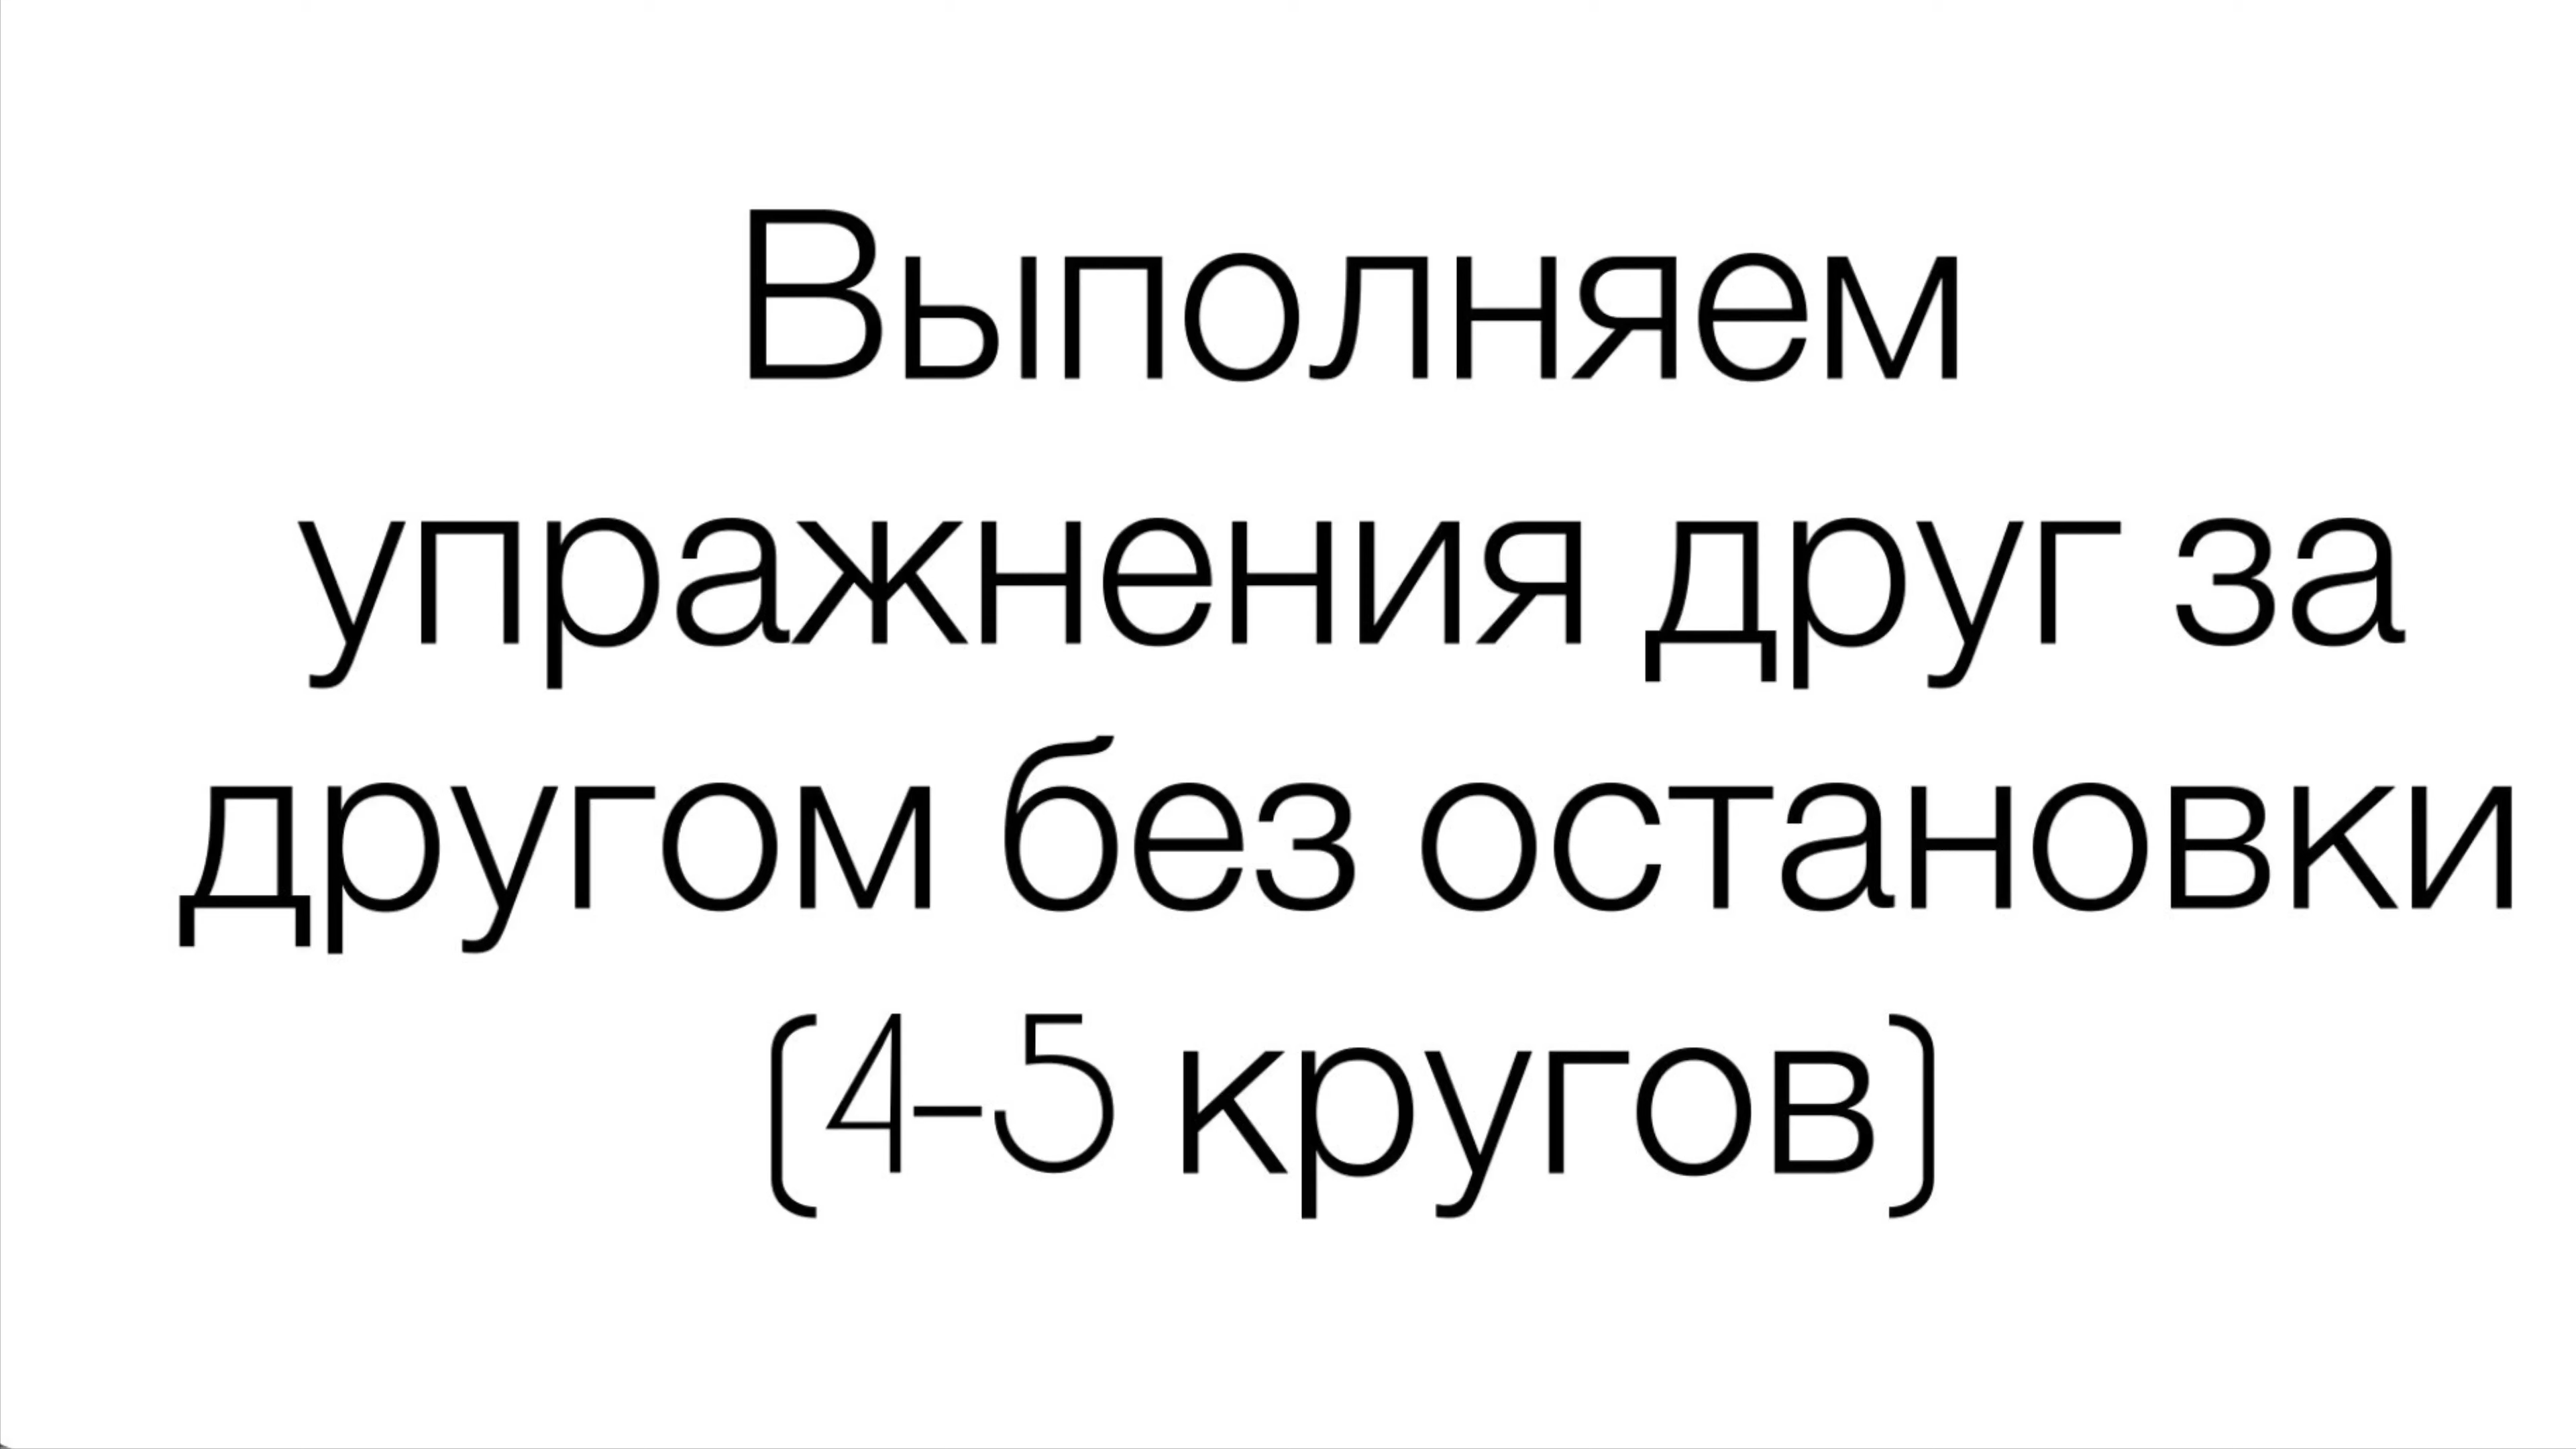 Выполняем
упражнения друг за
другом без остановки
(4-5 кругов)